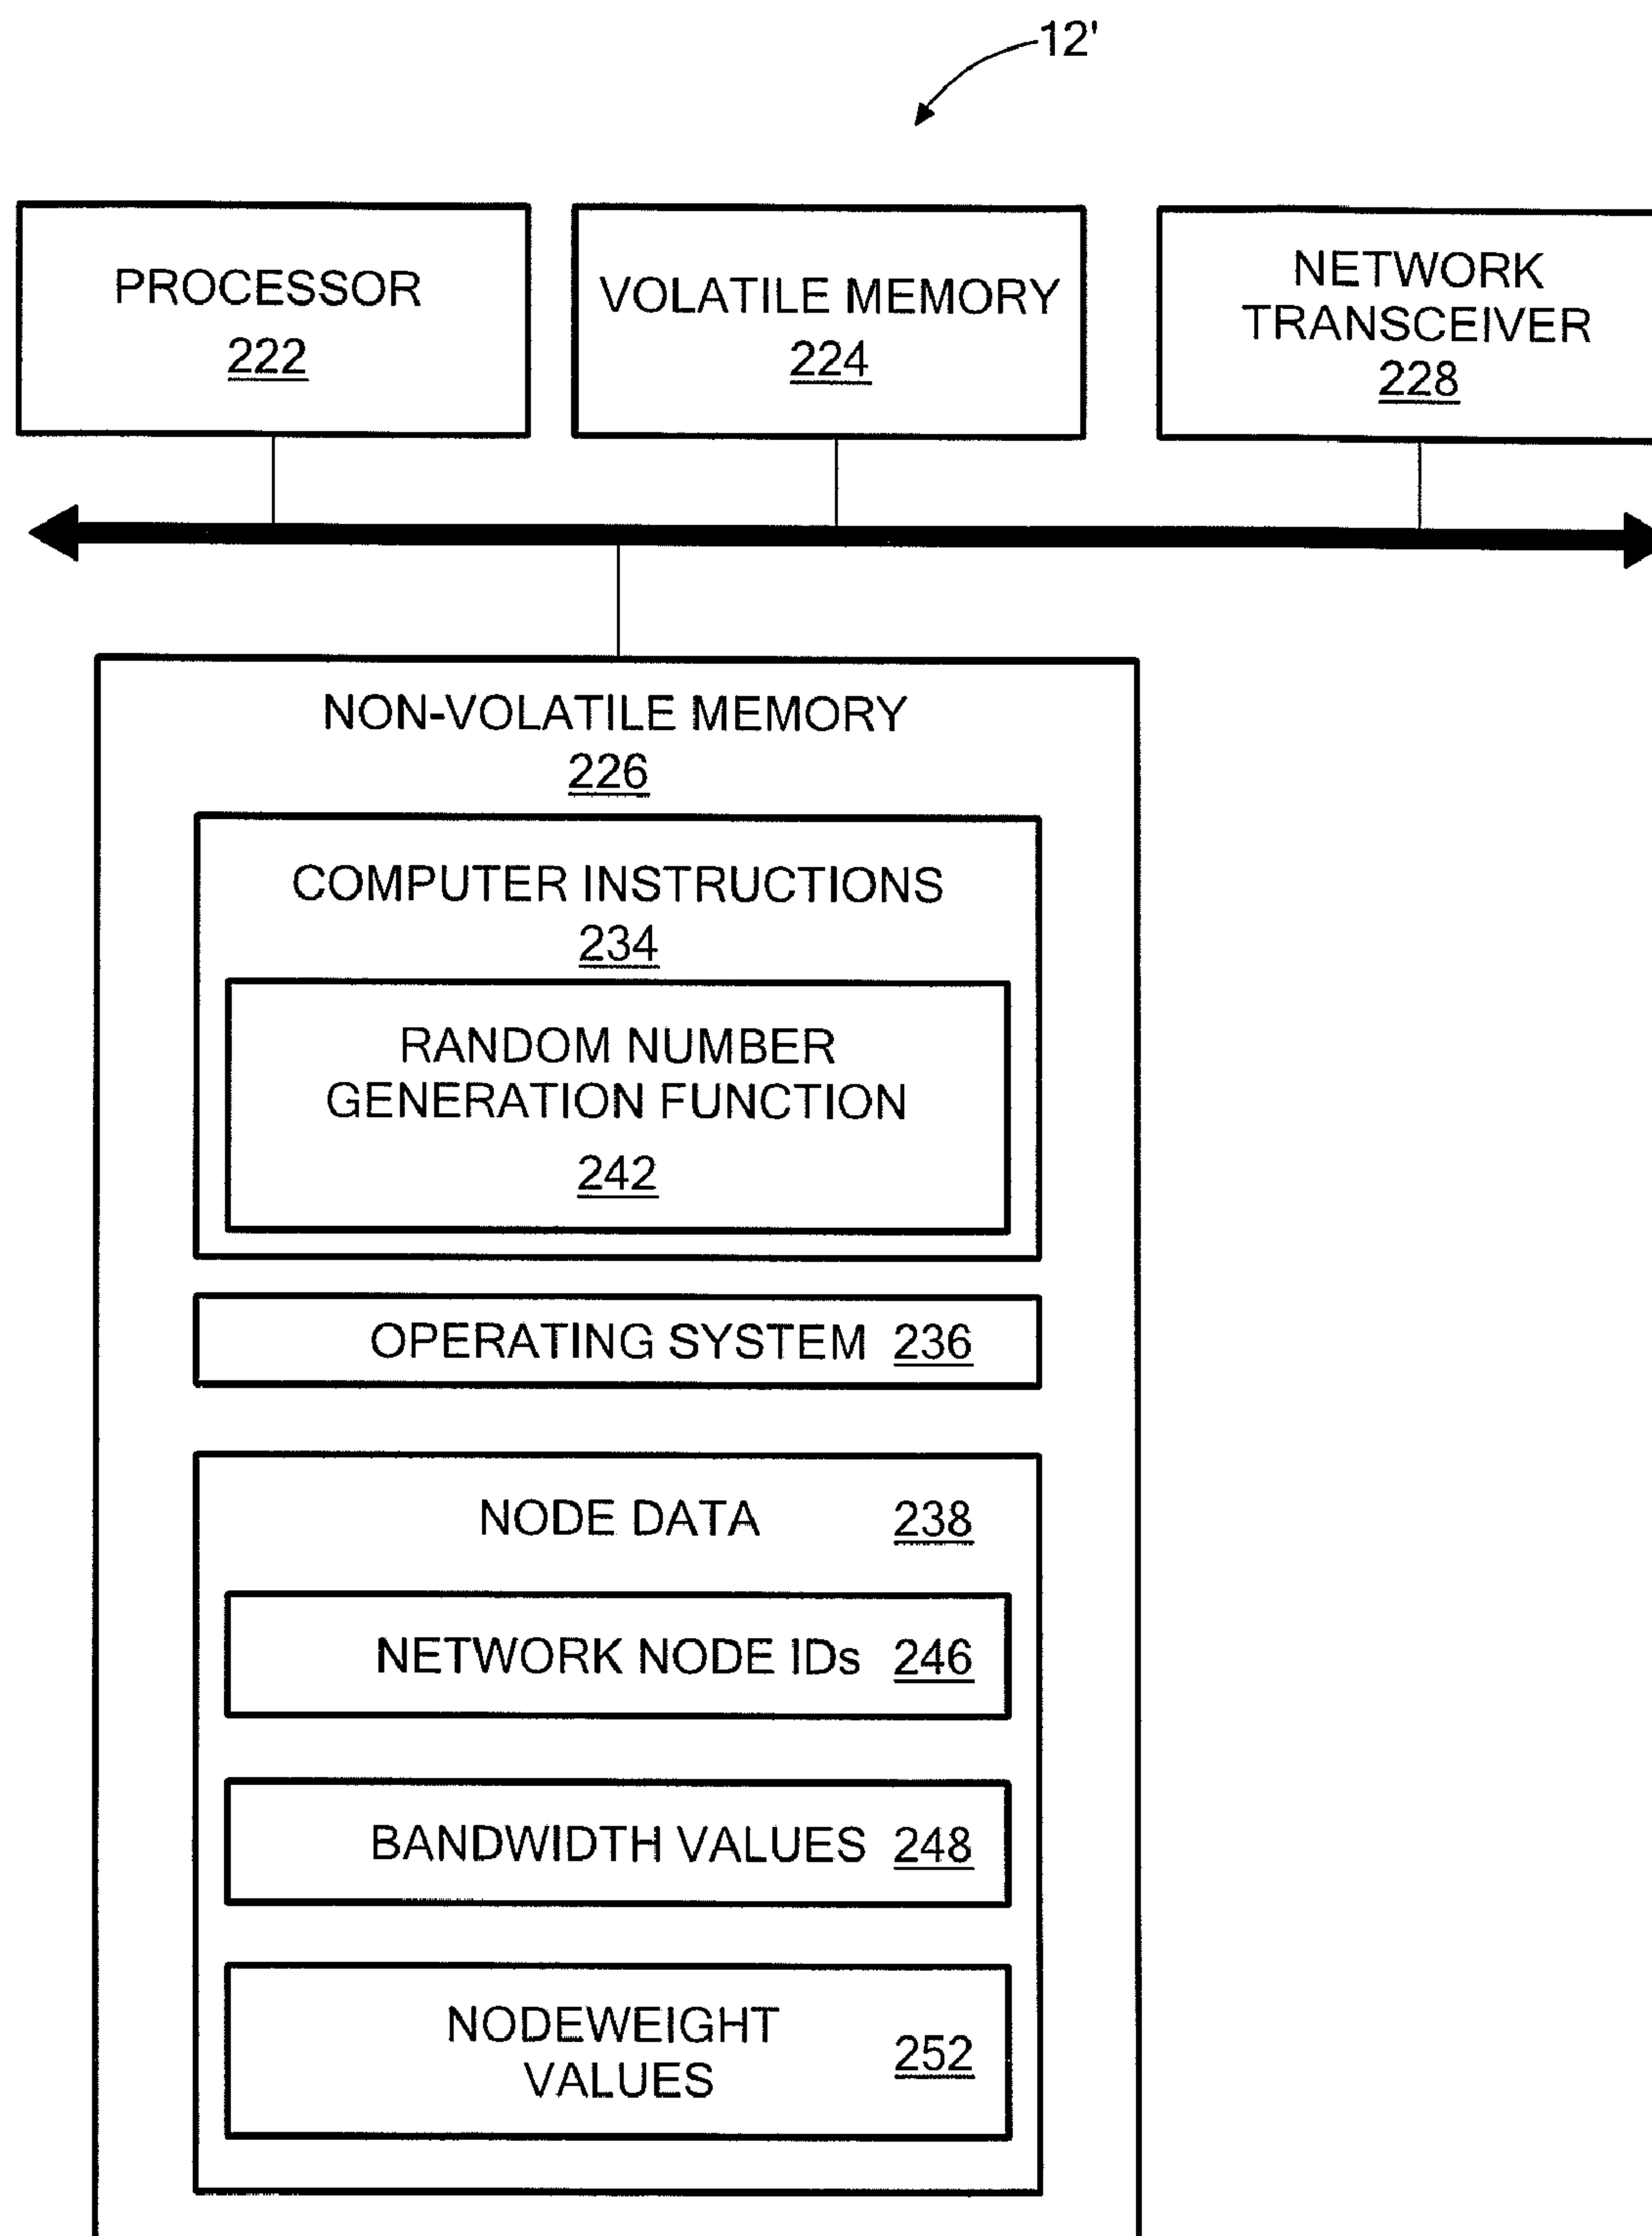 12'
PROCESSOR
222
VOLATILE MEMORY
224
NETWORK
TRANSCEIVER
228
NON-VOLATILE MEMORY
226
COMPUTER INSTRUCTIONS
234
RANDOM NUMBER
GENERATION FUNCTION
242
OPERATING SYSTEM 236
NODE DATA 238
NETWORK NODE IDs 246
BANDWIDTH VALUES 248
NODEWEIGHT
VALUES 252